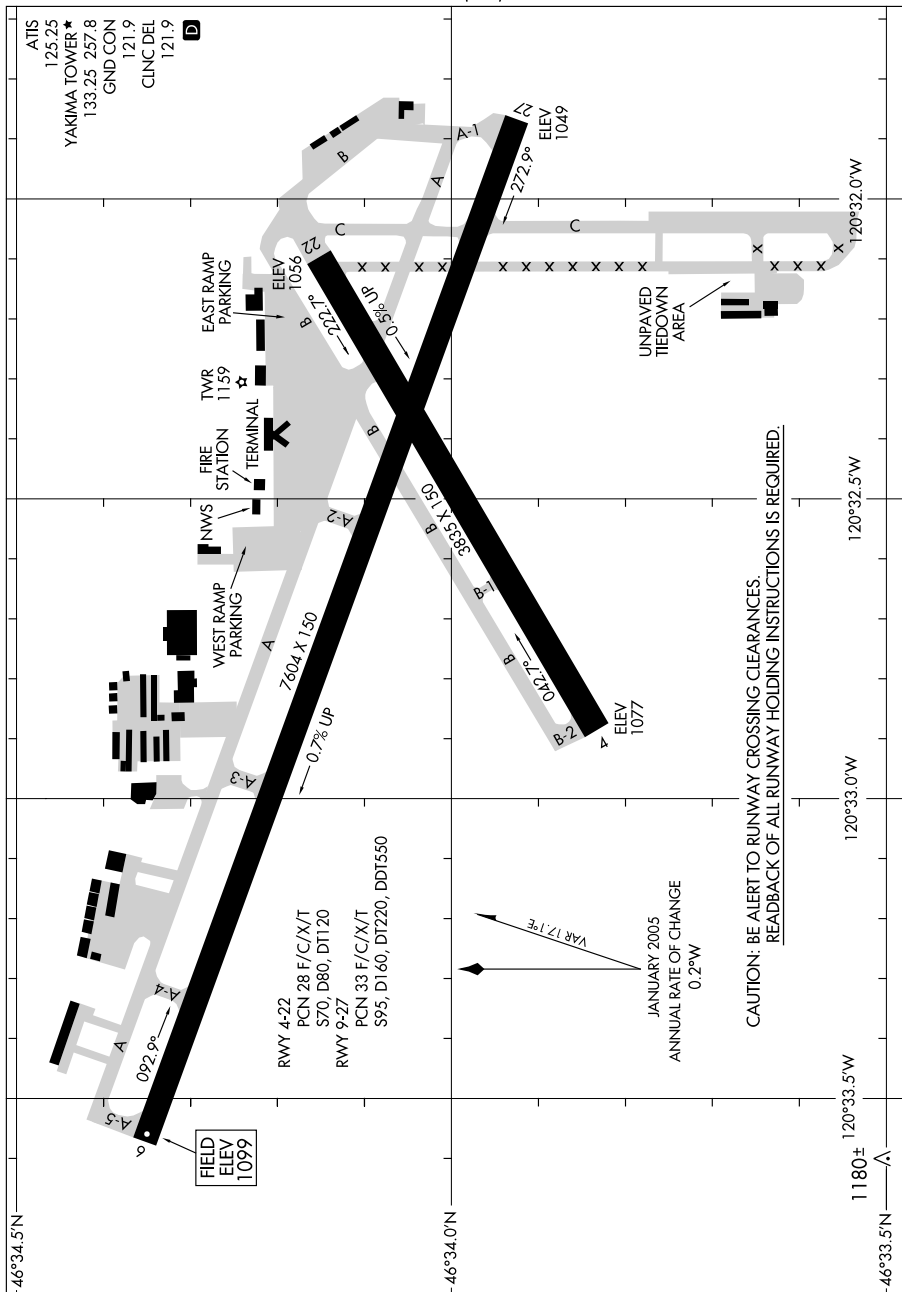 ATIS
125.25
YAKIMA TOWER★
133.25 257.8
GND CON
121.9
CLNC DEL
121.9
D
46°34.5'N
46°34.0'N
46°33.5'N
120°32.0'W
120°32.5'W
120°33.0'W
120°33.5'W
B
A-1
27
ELEV
1049
A
272.9°
C
C
22
ELEV
1056
EAST RAMP
PARKING
222.7°
0.5% UP
B
X X X X X X X X X X X
X X X X X
UNPAVED
TIEDOWN
AREA
TWR
1159
TERMINAL
FIRE
STATION
NWS
WEST RAMP
PARKING
B
A-2
B
3835 X 150
B-1
B
042.7°
B-2
4
ELEV
1077
A
7604 X 150
0.7% UP
A-3
A-4
A
092.9°
A-5
9
FIELD
ELEV
1099
RWY 4-22
PCN 28 F/C/X/T
S70, D80, DT120
RWY 9-27
PCN 33 F/C/X/T
S95, D160, DT220, DDT550
VAR 17.1°E
JANUARY 2005
ANNUAL RATE OF CHANGE
0.2°W
CAUTION: BE ALERT TO RUNWAY CROSSING CLEARANCES.
READBACK OF ALL RUNWAY HOLDING INSTRUCTIONS IS REQUIRED.
1180±